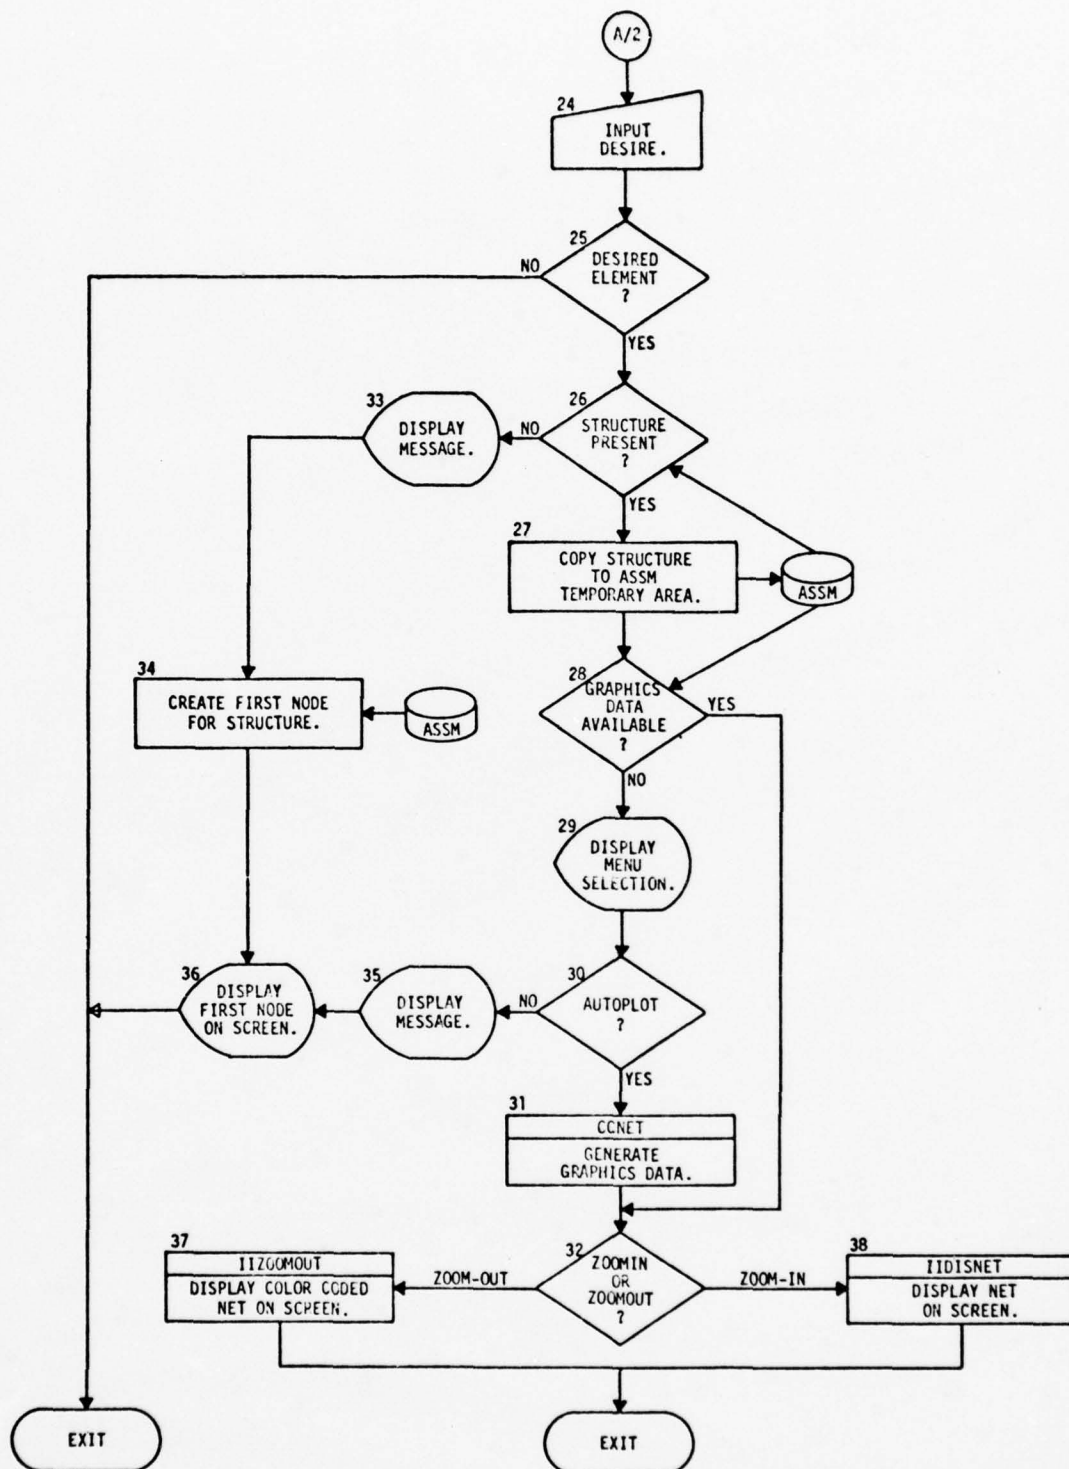 A/2
24
INPUT
DESIRE.
25
DESIRED
ELEMENT
?
NO
YES
26
STRUCTURE
PRESENT
?
NO
YES
33
DISPLAY
MESSAGE.
27
COPY STRUCTURE
TO ASSM
TEMPORARY AREA.
ASSM
28
GRAPHICS
DATA
AVAILABLE
?
YES
NO
34
CREATE FIRST NODE
FOR STRUCTURE.
ASSM
29
DISPLAY
MENU
SELECTION.
30
AUTOPLOT
?
NO
YES
35
DISPLAY
MESSAGE.
36
DISPLAY
FIRST NODE
ON SCREEN.
31
CCNET
GENERATE
GRAPHICS DATA.
32
ZOOMIN
OR
ZOOMOUT
?
ZOOM-OUT
ZOOM-IN
37
IIZOOMOUT
DISPLAY COLOR CODED
NET ON SCREEN.
38
IIDISNET
DISPLAY NET
ON SCREEN.
EXIT
EXIT